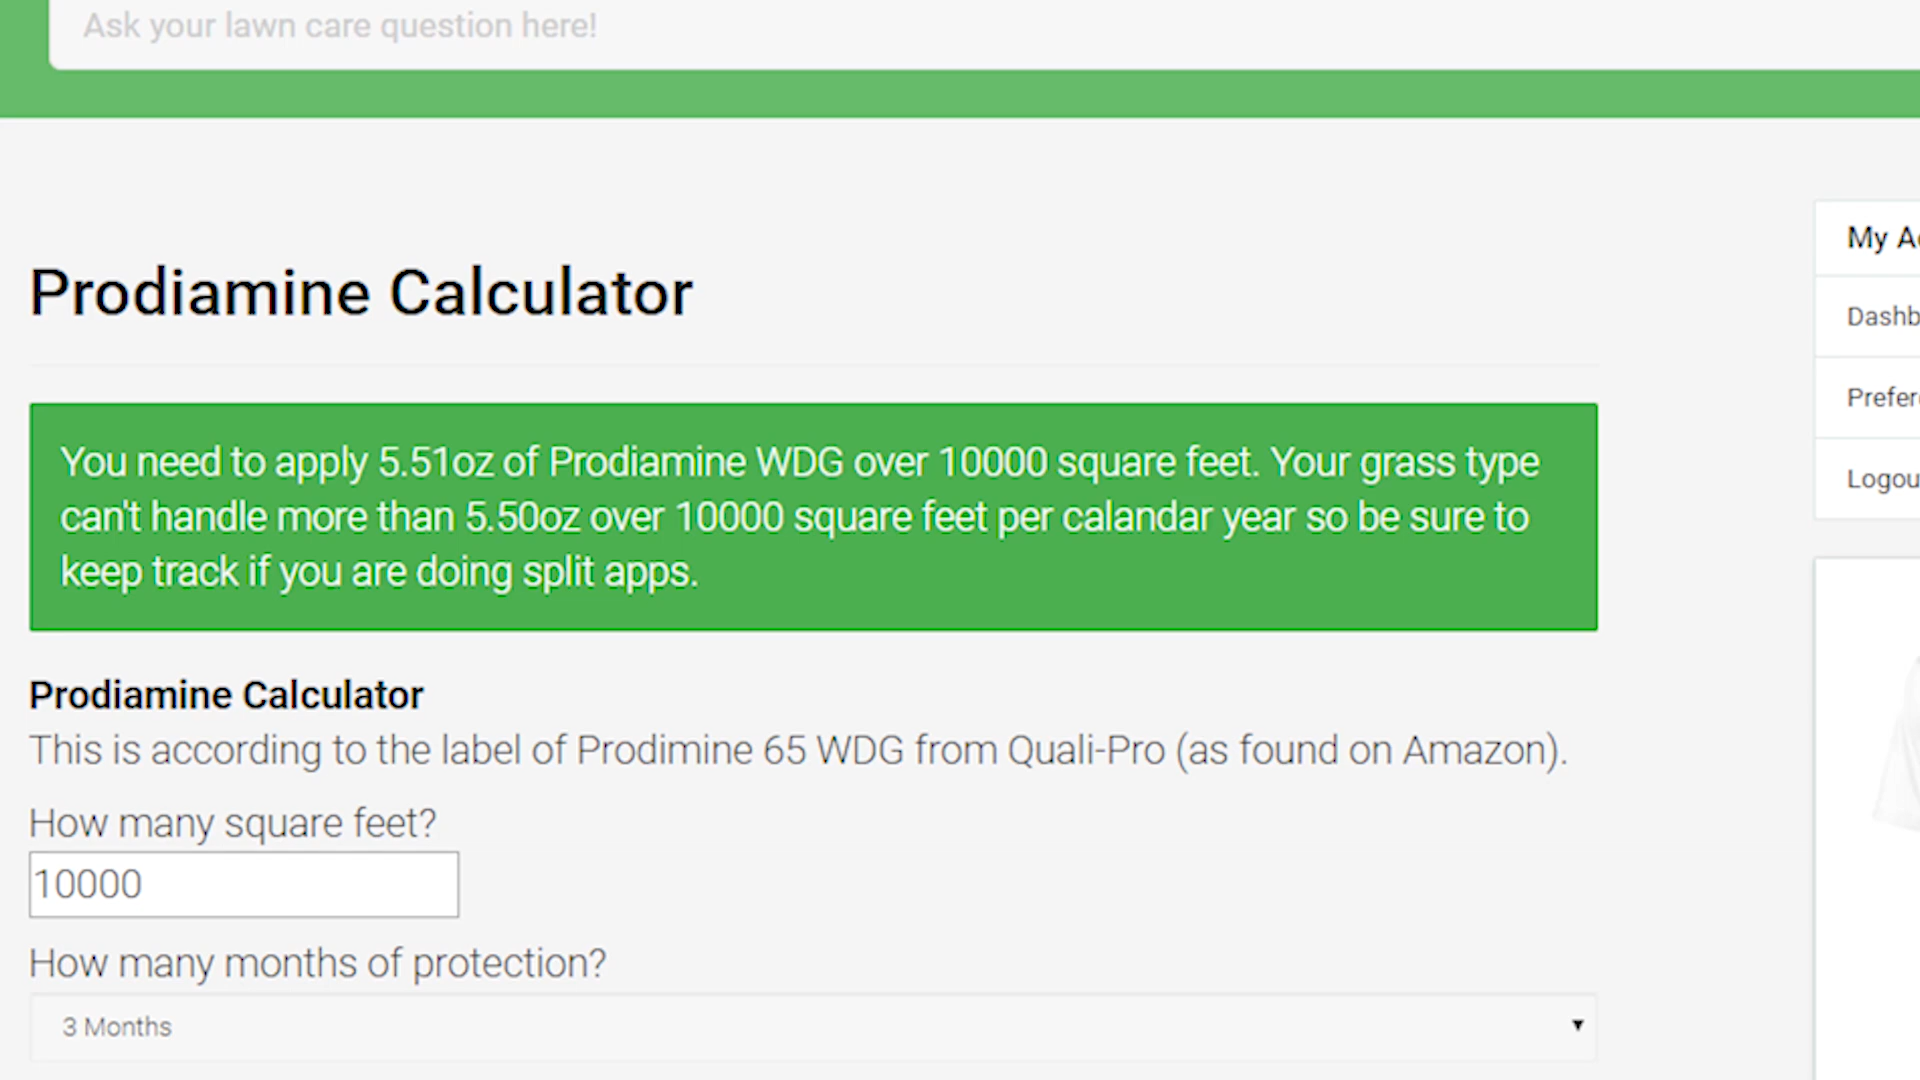 Ask your lawn care question here!
Prodiamine Calculator
You need to apply 5.51oz of Prodiamine WDG over 10000 square feet. Your grass type
can't handle more than 5.50oz over 10000 square feet per calandar year so be sure to
keep track if you are doing split apps.
Prodiamine Calculator
This is according to the label of Prodimine 65 WDG from Quali-Pro (as found on Amazon).
How many square feet?
10000
How many months of protection?
3 Months
My A
Dashb
Prefer
Logou